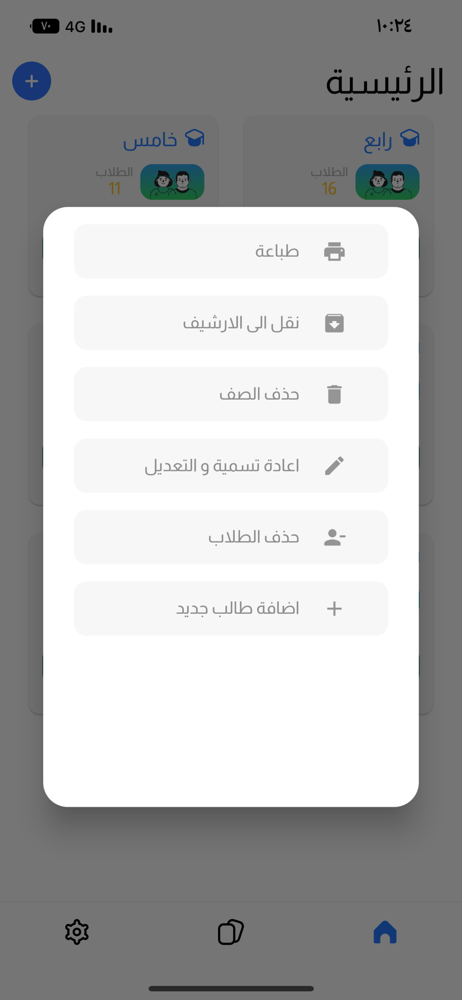 ١٠:٢٤
4G
٧٠
الرئيسية
رابع
الطلاب
16
خامس
الطلاب
11
طباعة
نقل الى الارشيف
حذف الصف
اعادة تسمية و التعديل
حذف الطلاب
اضافة طالب جديد